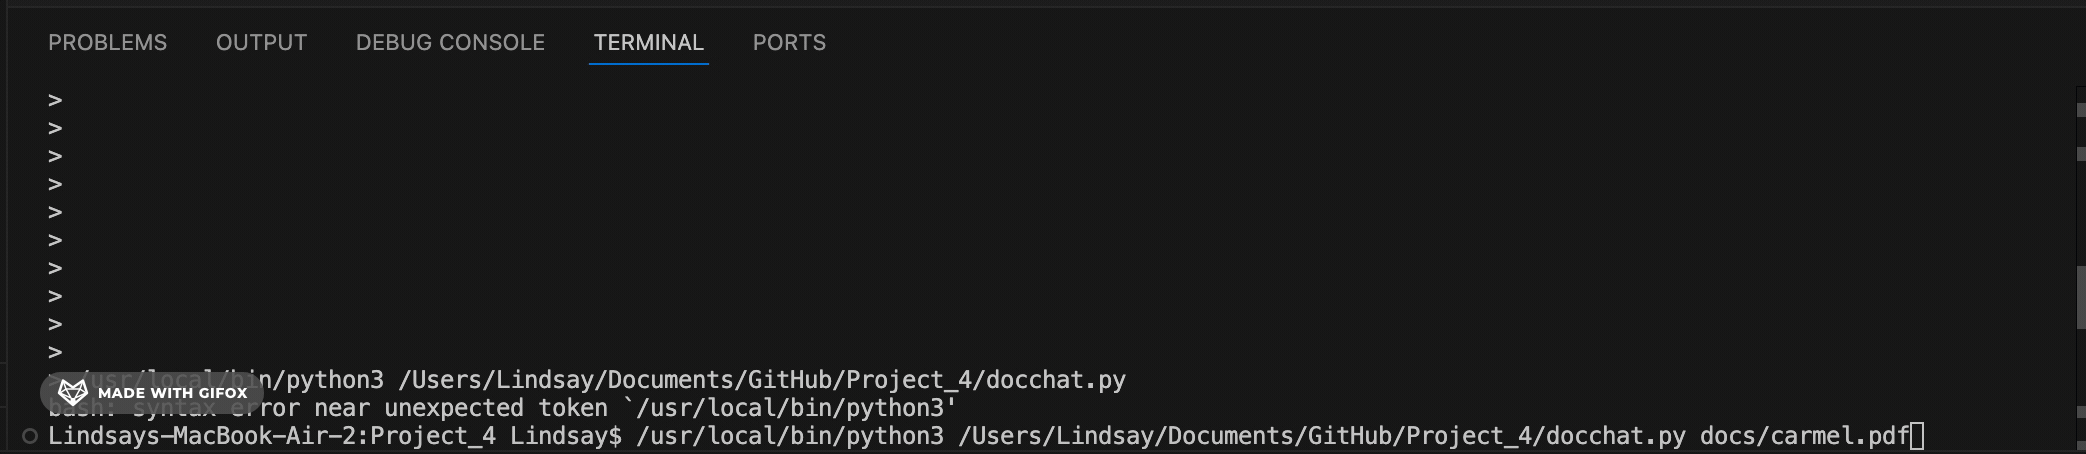 PROBLEMS OUTPUT DEBUG CONSOLE TERMINAL PORTS
>
>
>
>
>
>
>
>
>
>
> /usr/local/bin/python3 /Users/Lindsay/Documents/GitHub/Project_4/docchat.py
MADE WITH GIFOX
bash: syntax error near unexpected token `/usr/local/bin/python3'
Lindsays-MacBook-Air-2:Project_4 Lindsay$ /usr/local/bin/python3 /Users/Lindsay/Documents/GitHub/Project_4/docchat.py docs/carmel.pdf